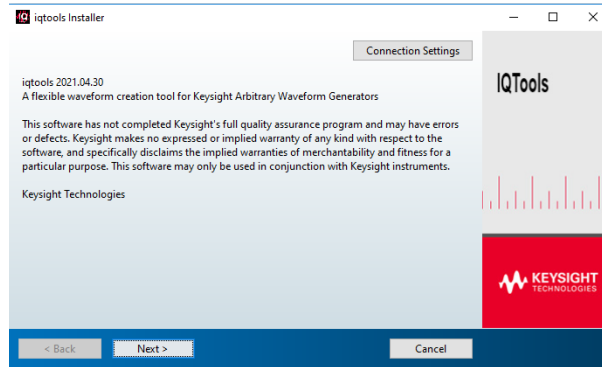 iqtools Installer
Connection Settings
iqtools 2021.04.30
A flexible waveform creation tool for Keysight Arbitrary Waveform Generators
This software has not completed Keysight's full quality assurance program and may have errors
or defects. Keysight makes no expressed or implied warranty of any kind with respect to the
software, and specifically disclaims the implied warranties of merchantability and fitness for a
particular purpose. This software may only be used in conjunction with Keysight instruments.
Keysight Technologies
IQTools
KEYSIGHT
TECHNOLOGIES
< Back
Next >
Cancel